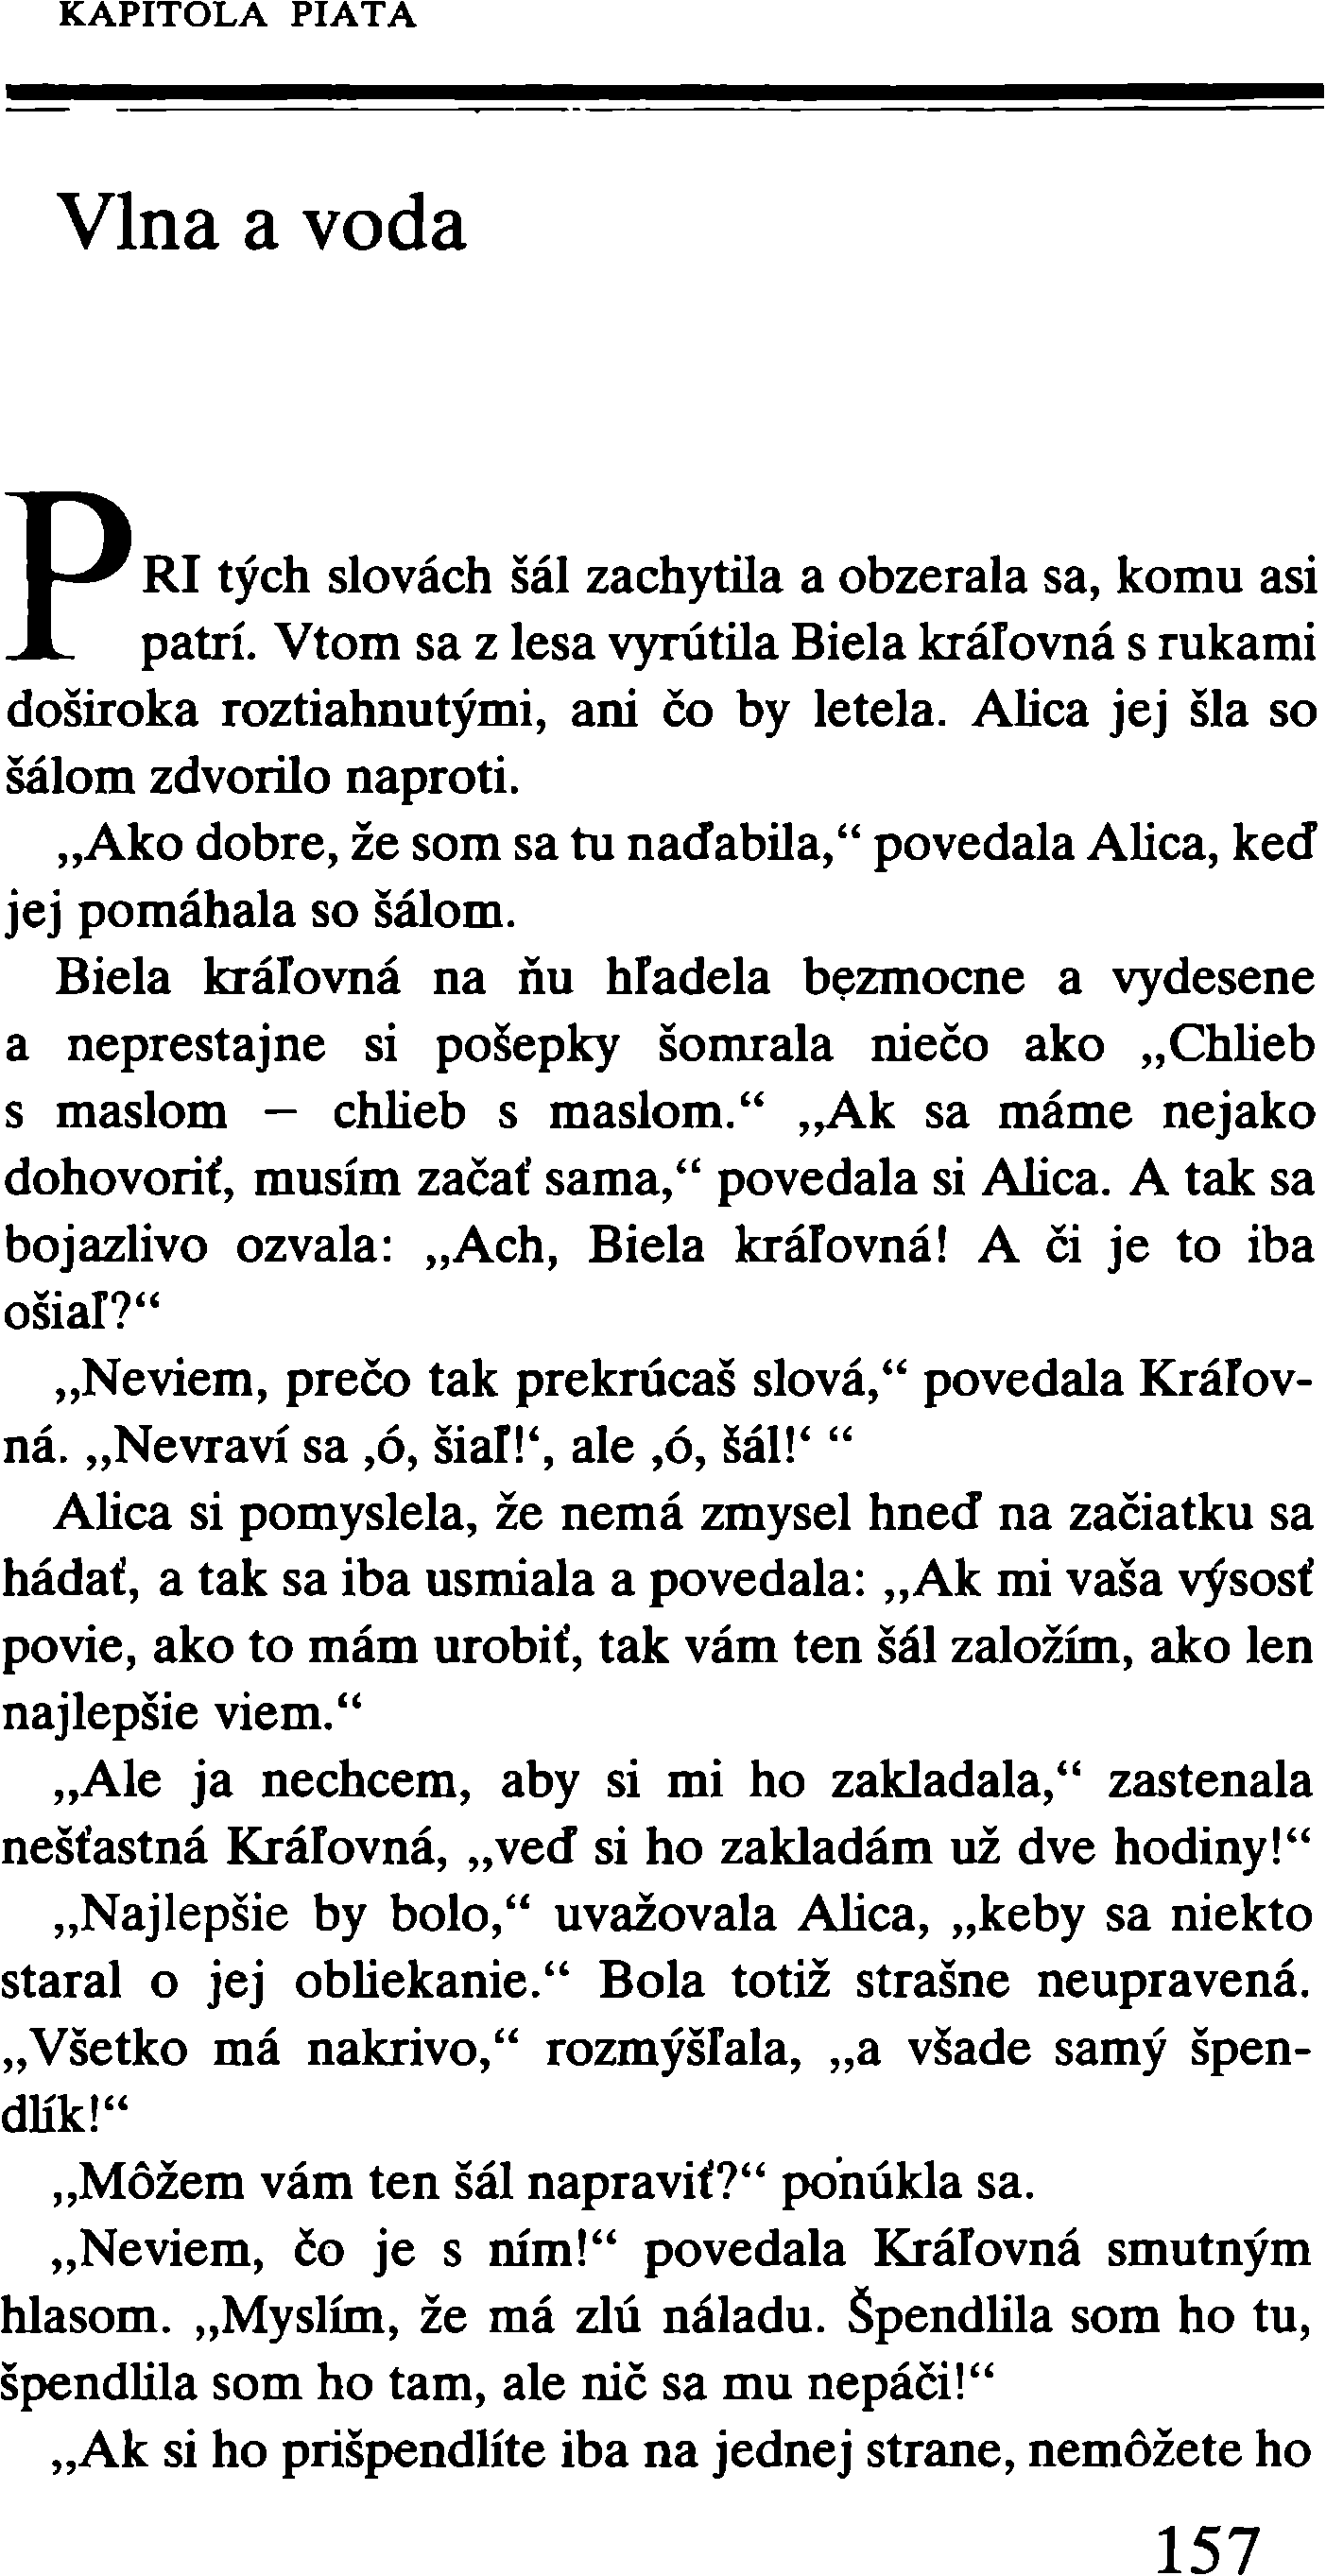 KAPITOLA PIATA
Vlna a voda
PRI tých slovách šál zachytila a obzerala sa, komu asi
patrí. Vtom sa z lesa vyrútila Biela kráľovná s rukami
doširoka roztiahnutými, ani čo by letela. Alica jej šla so
šálom zdvorilo naproti.
„Ako dobre, že som sa tu naďabila,“ povedala Alica, keď
jej pomáhala so šálom.
Biela kráľovná na ňu hľadela bezmocne a vydesene
a neprestajne si pošepky šomrala niečo ako „Chlieb
s maslom – chlieb s maslom.“ „Ak sa máme nejako
dohovoriť, musím začať sama,“ povedala si Alica. A tak sa
bojazlivo ozvala: „Ach, Biela kráľovná! A či je to iba
ošiaľ?“
„Neviem, prečo tak prekrúcaš slová,“ povedala Kráľov-
ná. „Nevraví sa ‚ó, šiaľ!‘, ale ‚ó, šál!‘ “
Alica si pomyslela, že nemá zmysel hneď na začiatku sa
hádať, a tak sa iba usmiala a povedala: „Ak mi vaša výsosť
povie, ako to mám urobiť, tak vám ten šál založím, ako len
najlepšie viem.“
„Ale ja nechcem, aby si mi ho zakladala,“ zastenala
nešťastná Kráľovná, „veď si ho zakladám už dve hodiny!“
„Najlepšie by bolo,“ uvažovala Alica, „keby sa niekto
staral o jej obliekanie.“ Bola totiž strašne neupravená.
„Všetko má nakrivo,“ rozmýšľala, „a všade samý špen-
dlík!“
„Môžem vám ten šál napraviť?“ ponúkla sa.
„Neviem, čo je s ním!“ povedala Kráľovná smutným
hlasom. „Myslím, že má zlú náladu. Špendlila som ho tu,
špendlila som ho tam, ale nič sa mu nepáči!“
„Ak si ho prišpendlíte iba na jednej strane, nemôžete ho
157